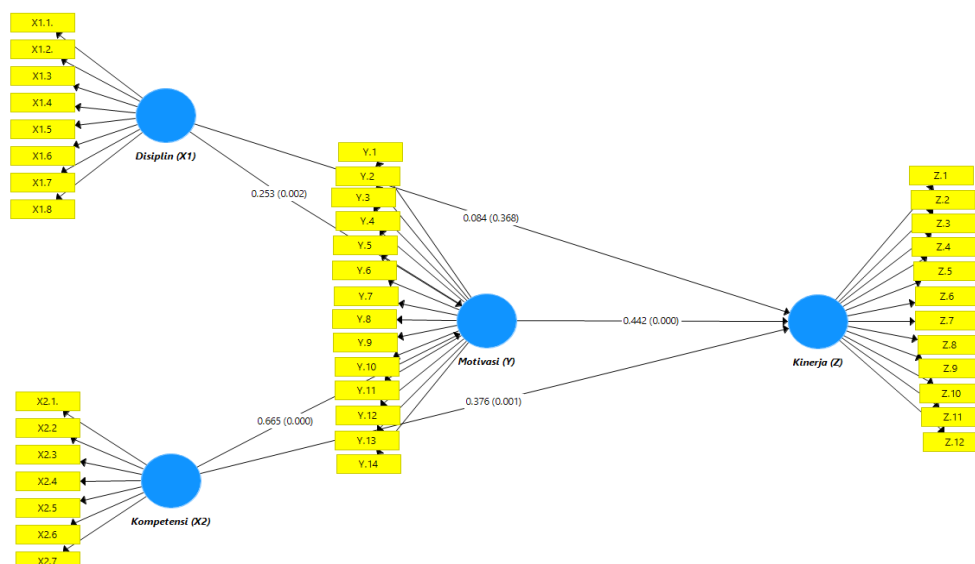 X1.1.
X1.2.
X1.3
X1.4
X1.5
X1.6
X1.7
X1.8
Disiplin (X1)
0.253 (0.002)
0.084 (0.368)
Y.1
Y.2
Y.3
Y.4
Y.5
Y.6
Y.7
Y.8
Y.9
Y.10
Y.11
Y.12
Y.13
Y.14
Motivasi (Y)
0.442 (0.000)
0.665 (0.000)
0.376 (0.001)
X2.1.
X2.2
X2.3
X2.4
X2.5
X2.6
X2.7
Kompetensi (X2)
Kinerja (Z)
Z.1
Z.2
Z.3
Z.4
Z.5
Z.6
Z.7
Z.8
Z.9
Z.10
Z.11
Z.12